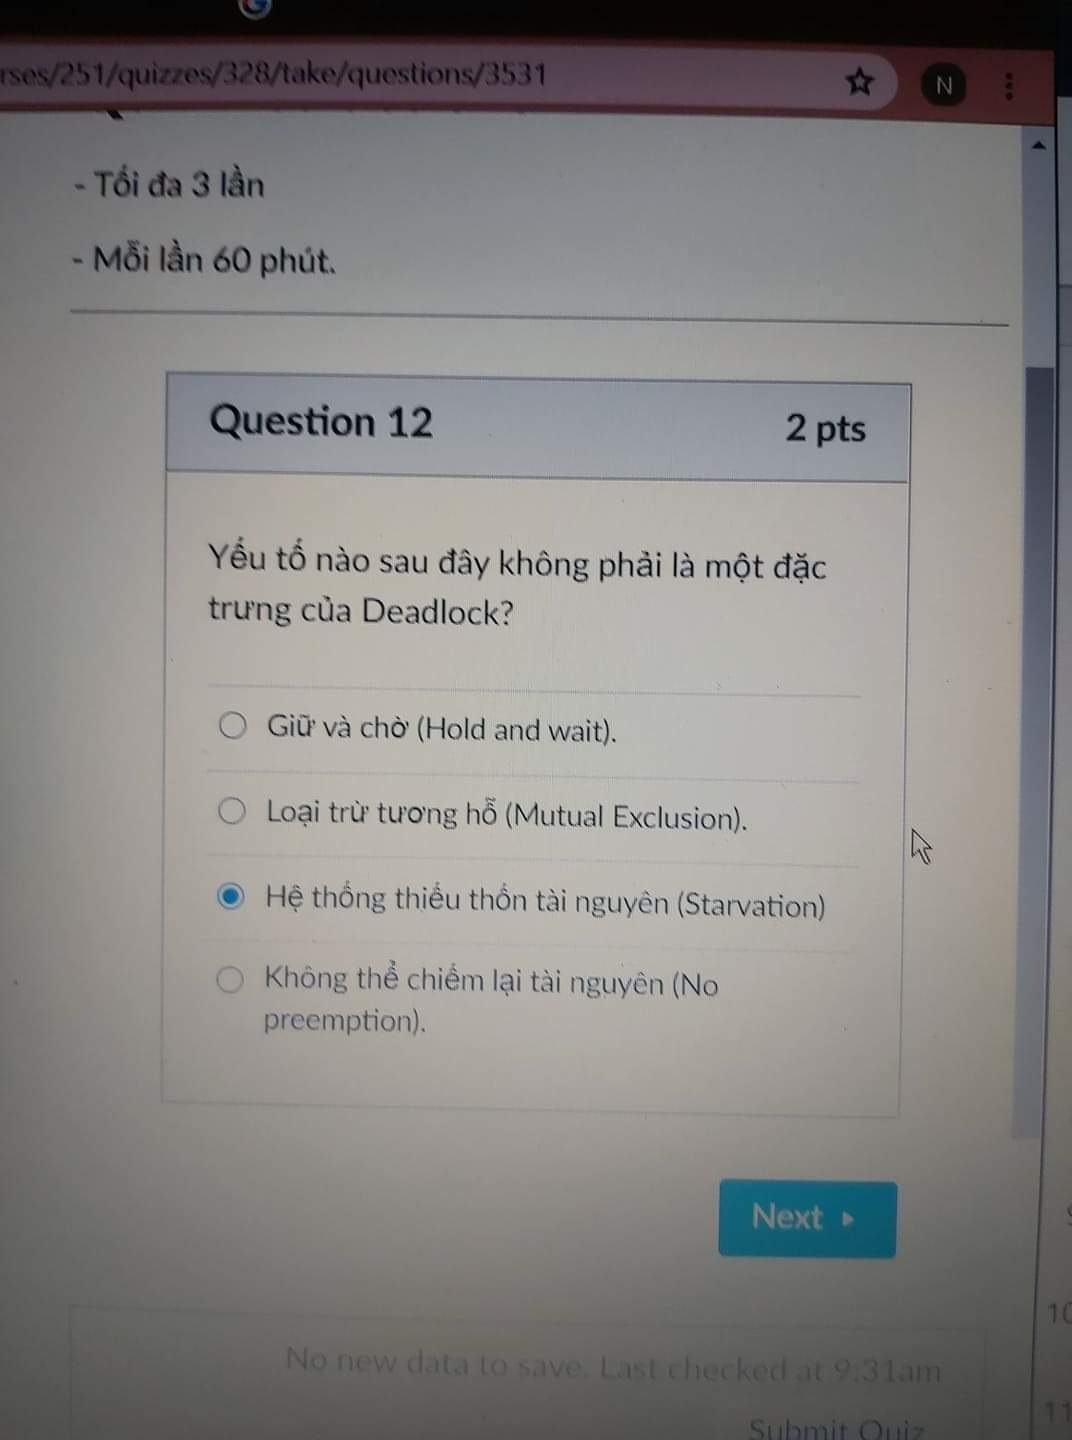 rses/251/quizzes/328/take/questions/3531
N
- Tối đa 3 lần
- Mỗi lần 60 phút.
Question 12
2 pts
Yếu tố nào sau đây không phải là một đặc
trưng của Deadlock?
Giữ và chờ (Hold and wait).
Loại trừ tương hỗ (Mutual Exclusion).
Hệ thống thiếu thốn tài nguyên (Starvation)
Không thể chiếm lại tài nguyên (No
preemption).
Next
10
No new data to save. Last checked at 9:31am
11
Submit Quiz